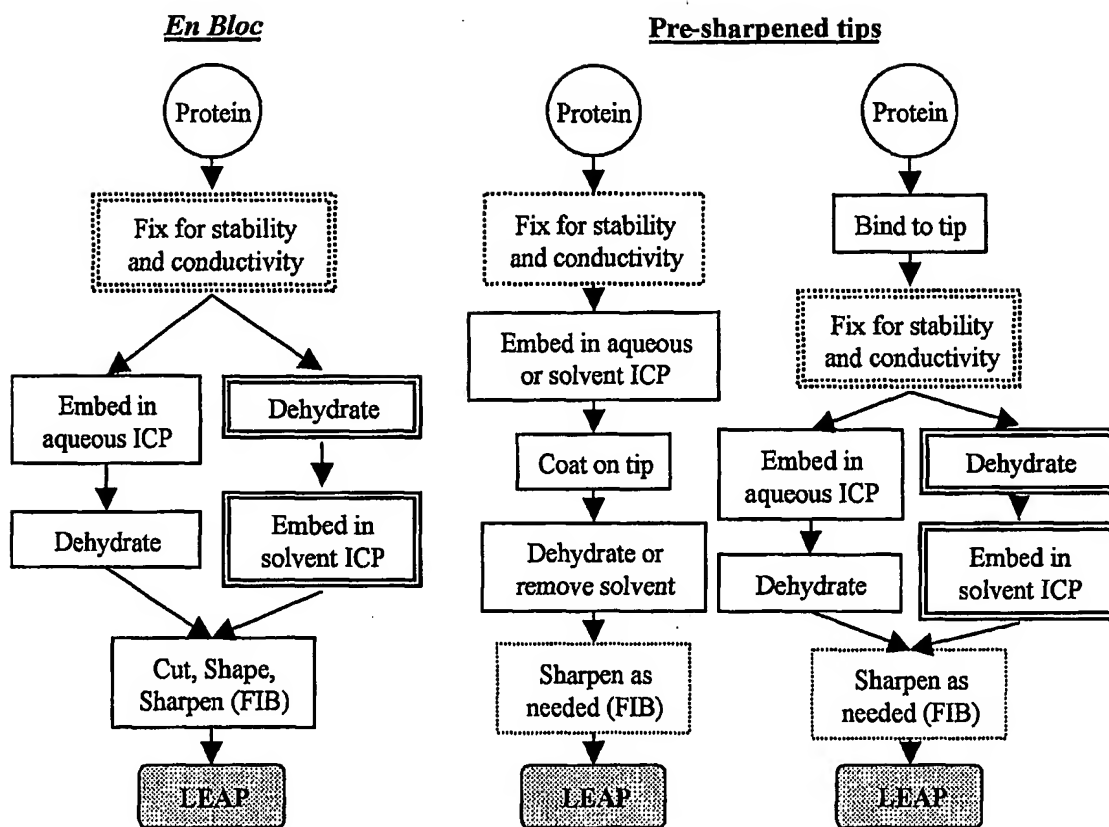 En Bloc
Protein
Fix for stability
and conductivity
Embed in
aqueous ICP
Dehydrate
Dehydrate
Embed in
solvent ICP
Cut, Shape,
Sharpen (FIB)
LEAP
Pre-sharpened tips
Protein
Fix for stability
and conductivity
Embed in aqueous
or solvent ICP
Coat on tip
Dehydrate or
remove solvent
Sharpen as
needed (FIB)
LEAP
Protein
Bind to tip
Fix for stability
and conductivity
Embed in
aqueous ICP
Dehydrate
Dehydrate
Embed in
solvent ICP
Sharpen as
needed (FIB)
LEAP